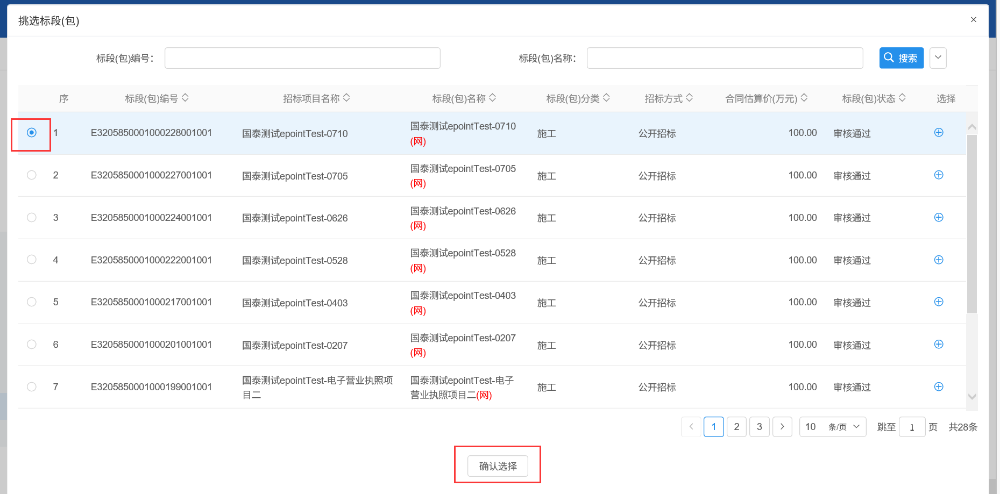 挑选标段(包)
标段(包)编号：
标段(包)名称：
搜索
序 标段(包)编号 招标项目名称 标段(包)名称 标段(包)分类 招标方式 合同估算价(万元) 标段(包)状态 选择
1 E3205850001000228001001 国泰测试epointTest-0710 国泰测试epointTest-0710 施工 公开招标 100.00 审核通过
(网)
2 E3205850001000227001001 国泰测试epointTest-0705 国泰测试epointTest-0705 施工 公开招标 100.00 审核通过
(网)
3 E3205850001000224001001 国泰测试epointTest-0626 国泰测试epointTest-0626 施工 公开招标 100.00 审核通过
(网)
4 E3205850001000222001001 国泰测试epointTest-0528 国泰测试epointTest-0528 施工 公开招标 100.00 审核通过
(网)
5 E3205850001000217001001 国泰测试epointTest-0403 国泰测试epointTest-0403 施工 公开招标 100.00 审核通过
(网)
6 E3205850001000201001001 国泰测试epointTest-0207 国泰测试epointTest-0207 施工 公开招标 100.00 审核通过
(网)
7 E3205850001000199001001 国泰测试epointTest-电子营业执照项 国泰测试epointTest-电子 施工 公开招标 100.00 审核通过
目二 营业执照项目二(网)
1 2 3 10 条/页 跳至 1 页 共28条
确认选择